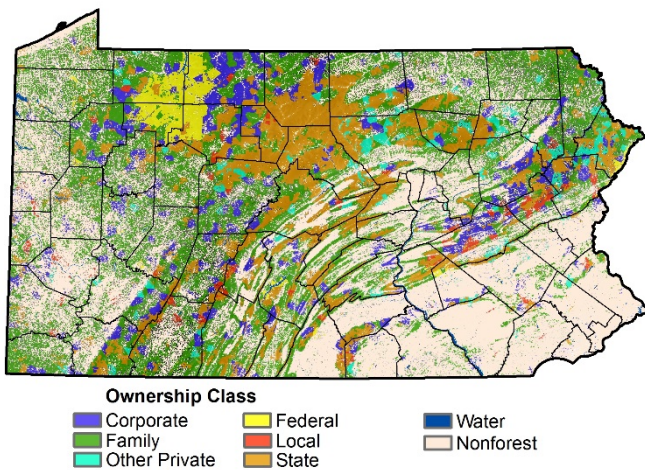 Ownership Class
Corporate Federal Water
Family Local Nonforest
Other Private State